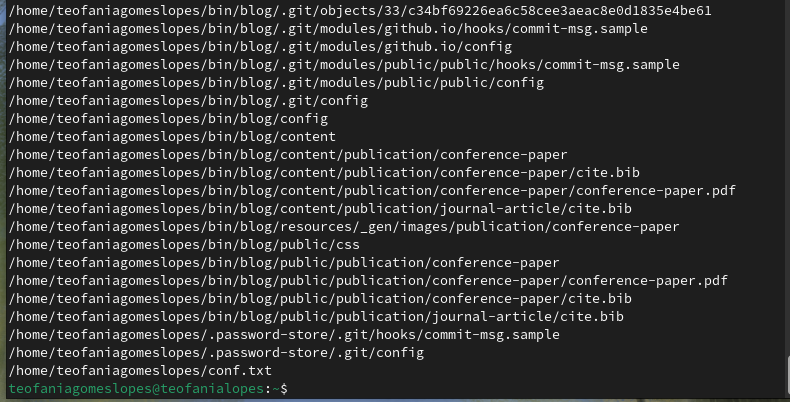 /home/teofaniagomeslopes/bin/blog/.git/objects/33/c34bf69226ea6c58cee3aeac8e0d1835e4be61
/home/teofaniagomeslopes/bin/blog/.git/modules/github.io/hooks/commit-msg.sample
/home/teofaniagomeslopes/bin/blog/.git/modules/github.io/config
/home/teofaniagomeslopes/bin/blog/.git/modules/public/public/hooks/commit-msg.sample
/home/teofaniagomeslopes/bin/blog/.git/modules/public/public/config
/home/teofaniagomeslopes/bin/blog/.git/config
/home/teofaniagomeslopes/bin/blog/config
/home/teofaniagomeslopes/bin/blog/content
/home/teofaniagomeslopes/bin/blog/content/publication/conference-paper
/home/teofaniagomeslopes/bin/blog/content/publication/conference-paper/cite.bib
/home/teofaniagomeslopes/bin/blog/content/publication/conference-paper/conference-paper.pdf
/home/teofaniagomeslopes/bin/blog/content/publication/journal-article/cite.bib
/home/teofaniagomeslopes/bin/blog/resources/_gen/images/publication/conference-paper
/home/teofaniagomeslopes/bin/blog/public/css
/home/teofaniagomeslopes/bin/blog/public/publication/conference-paper
/home/teofaniagomeslopes/bin/blog/public/publication/conference-paper/conference-paper.pdf
/home/teofaniagomeslopes/bin/blog/public/publication/conference-paper/cite.bib
/home/teofaniagomeslopes/bin/blog/public/publication/journal-article/cite.bib
/home/teofaniagomeslopes/.password-store/.git/hooks/commit-msg.sample
/home/teofaniagomeslopes/.password-store/.git/config
/home/teofaniagomeslopes/conf.txt
teofaniagomeslopes@teofanialopes:~$